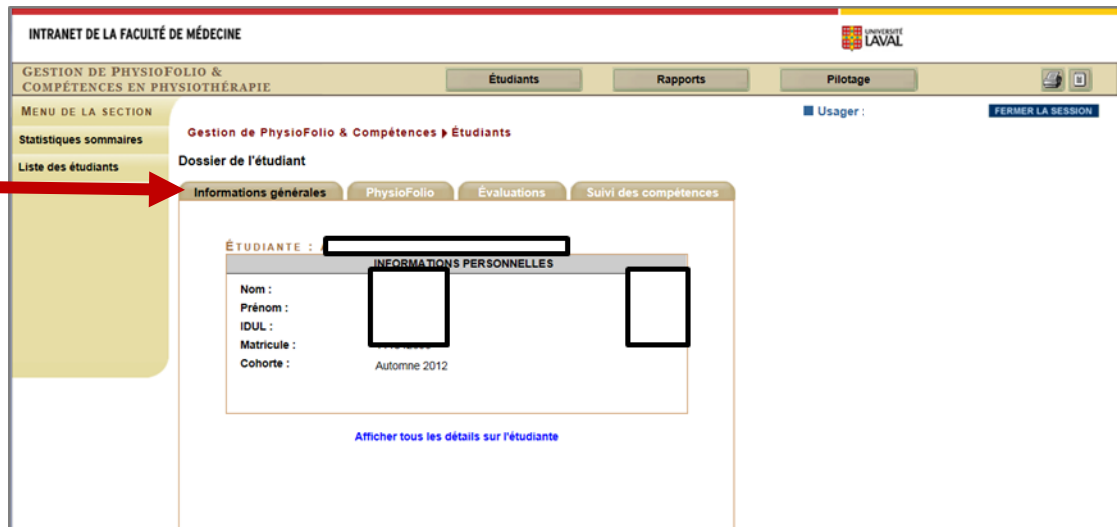 INTRANET DE LA FACULTÉ DE MÉDECINE
UNIVERSITÉ
LAVAL
GESTION DE PHYSIOFOLIO &
COMPÉTENCES EN PHYSIOTHÉRAPIE
Étudiants
Rapports
Pilotage
MENU DE LA SECTION
Usager :
FERMER LA SESSION
Statistiques sommaires
Gestion de PhysioFolio & Compétences Étudiants
Liste des étudiants
Dossier de l'étudiant
Informations générales
PhysioFolio
Évaluations
Suivi des compétences
ÉTUDIANTE :
INFORMATIONS PERSONNELLES
Nom :
Prénom :
IDUL :
Matricule :
Cohorte : Automne 2012
Afficher tous les détails sur l'étudiante